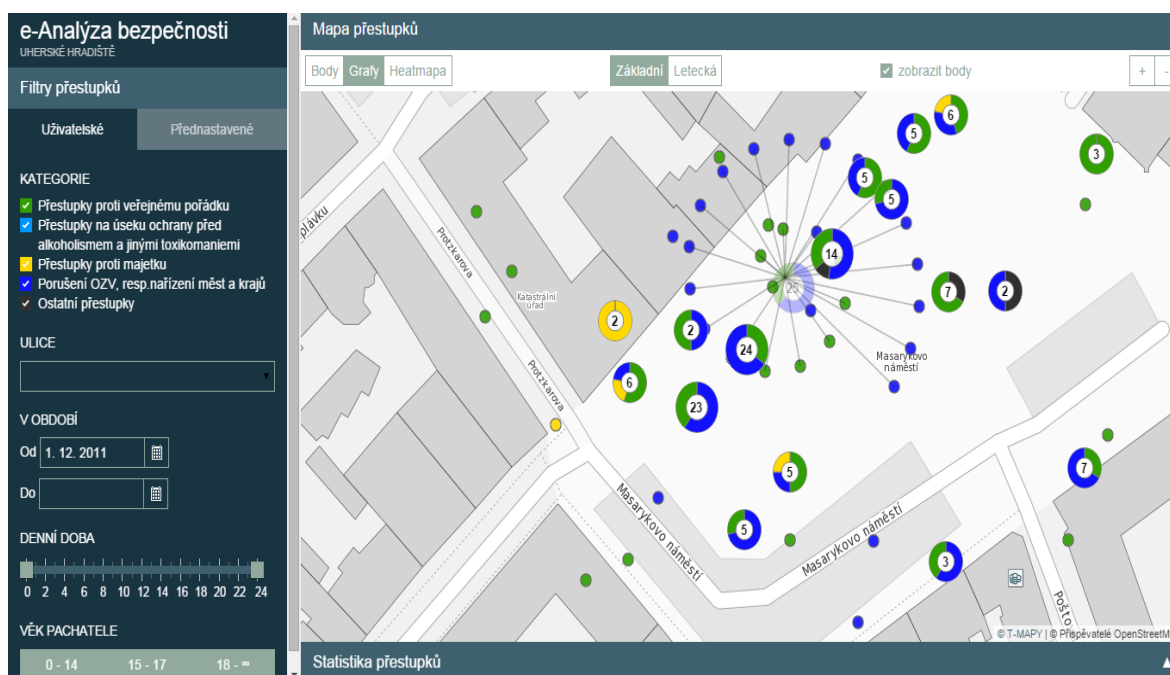 e-Analýza bezpečnosti
UHERSKÉ HRADIŠTĚ
Filtry přestupků
Uživatelské
Přednastavené
KATEGORIE
Přestupky proti veřejnému pořádku
Přestupky na úseku ochrany před
alkoholismem a jinými toxikomaniemi
Přestupky proti majetku
Porušení OZV, resp.nařízení měst a krajů
Ostatní přestupky
ULICE
V OBDOBÍ
Od 1. 12. 2011
Do
DENNÍ DOBA
0 2 4 6 8 10 12 14 16 18 20 22 24
VĚK PACHATELE
0 - 14 15 - 17 18 - ∞
Mapa přestupků
Body Grafy Heatmapa
Základní Letecká
zobrazit body
+ -
6
5
3
5
5
14
25
7
2
2
2
24
6
23
5
7
5
3
plávku
Protzkarova
Katastrální
úřad
Protzkarova
Masarykovo
náměstí
Masarykovo náměstí
Masarykovo náměstí
Pošto
© T-MAPY | © Přispěvatelé OpenStreetM
Statistika přestupků